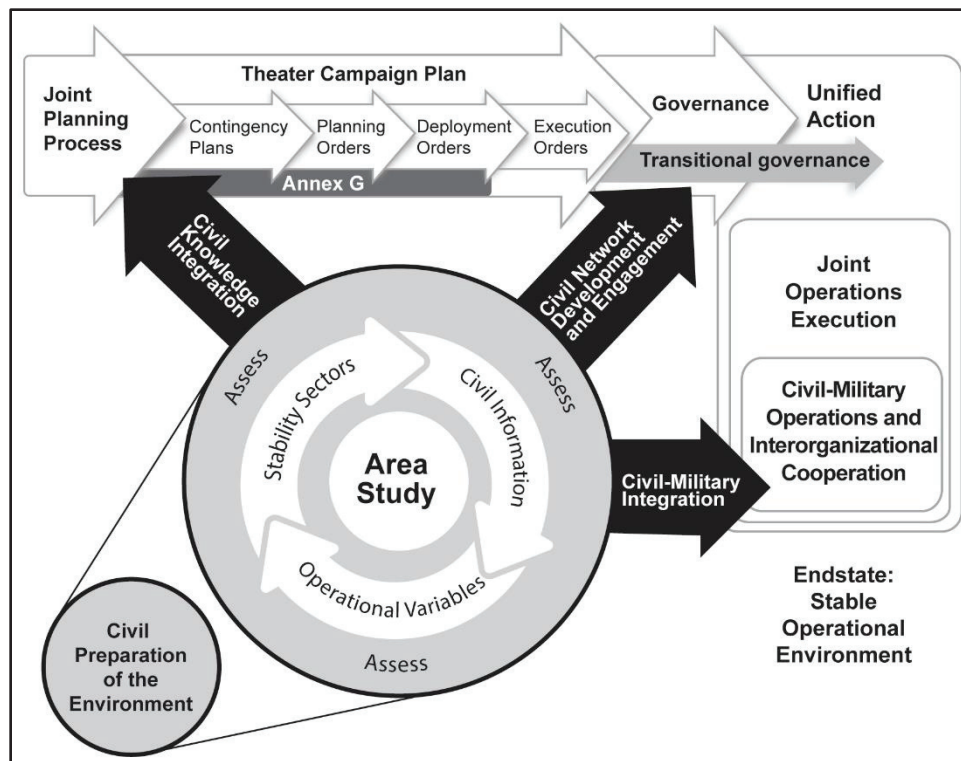 Theater Campaign Plan
Joint
Planning
Process
Contingency
Plans
Planning
Orders
Deployment
Orders
Execution
Orders
Annex G
Governance
Unified
Action
Transitional governance
Civil
Knowledge
Integration
Civil Network
Development
and Engagement
Joint
Operations
Execution
Civil-Military
Operations and
Interorganizational
Cooperation
Assess
Assess
Stability Sectors
Civil Information
Area
Study
Operational Variables
Assess
Civil-Military
Integration
Civil
Preparation
of the
Environment
Endstate:
Stable
Operational
Environment